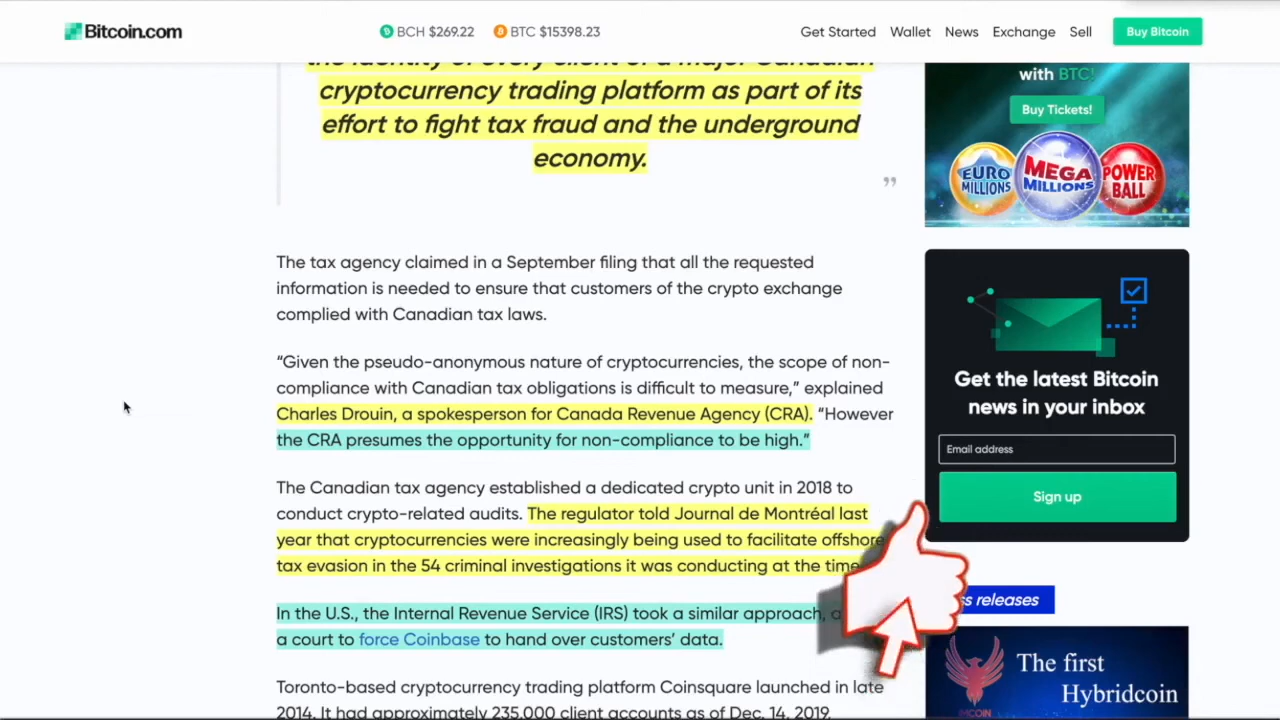 Bitcoin.com
BCH $269.22
BTC $15398.23
Get Started
Wallet
News
Exchange
Sell
Buy Bitcoin
the identity of every client of a major Canadian
cryptocurrency trading platform as part of its
effort to fight tax fraud and the underground
economy.
”
The tax agency claimed in a September filing that all the requested
information is needed to ensure that customers of the crypto exchange
complied with Canadian tax laws.
“Given the pseudo-anonymous nature of cryptocurrencies, the scope of non-
compliance with Canadian tax obligations is difficult to measure,” explained
Charles Drouin, a spokesperson for Canada Revenue Agency (CRA). “However
the CRA presumes the opportunity for non-compliance to be high.”
The Canadian tax agency established a dedicated crypto unit in 2018 to
conduct crypto-related audits. The regulator told Journal de Montréal last
year that cryptocurrencies were increasingly being used to facilitate offshore
tax evasion in the 54 criminal investigations it was conducting at the time
In the U.S., the Internal Revenue Service (IRS) took a similar approach,
a court to force Coinbase to hand over customers’ data.
Toronto-based cryptocurrency trading platform Coinsquare launched in late
2014. It had approximately 235,000 client accounts as of Dec. 14, 2019.
with BTC!
Buy Tickets!
EURO
MILLIONS
MEGA
MILLIONS
POWER
BALL
Get the latest Bitcoin
news in your inbox
Email address
Sign up
releases
The first
Hybridcoin